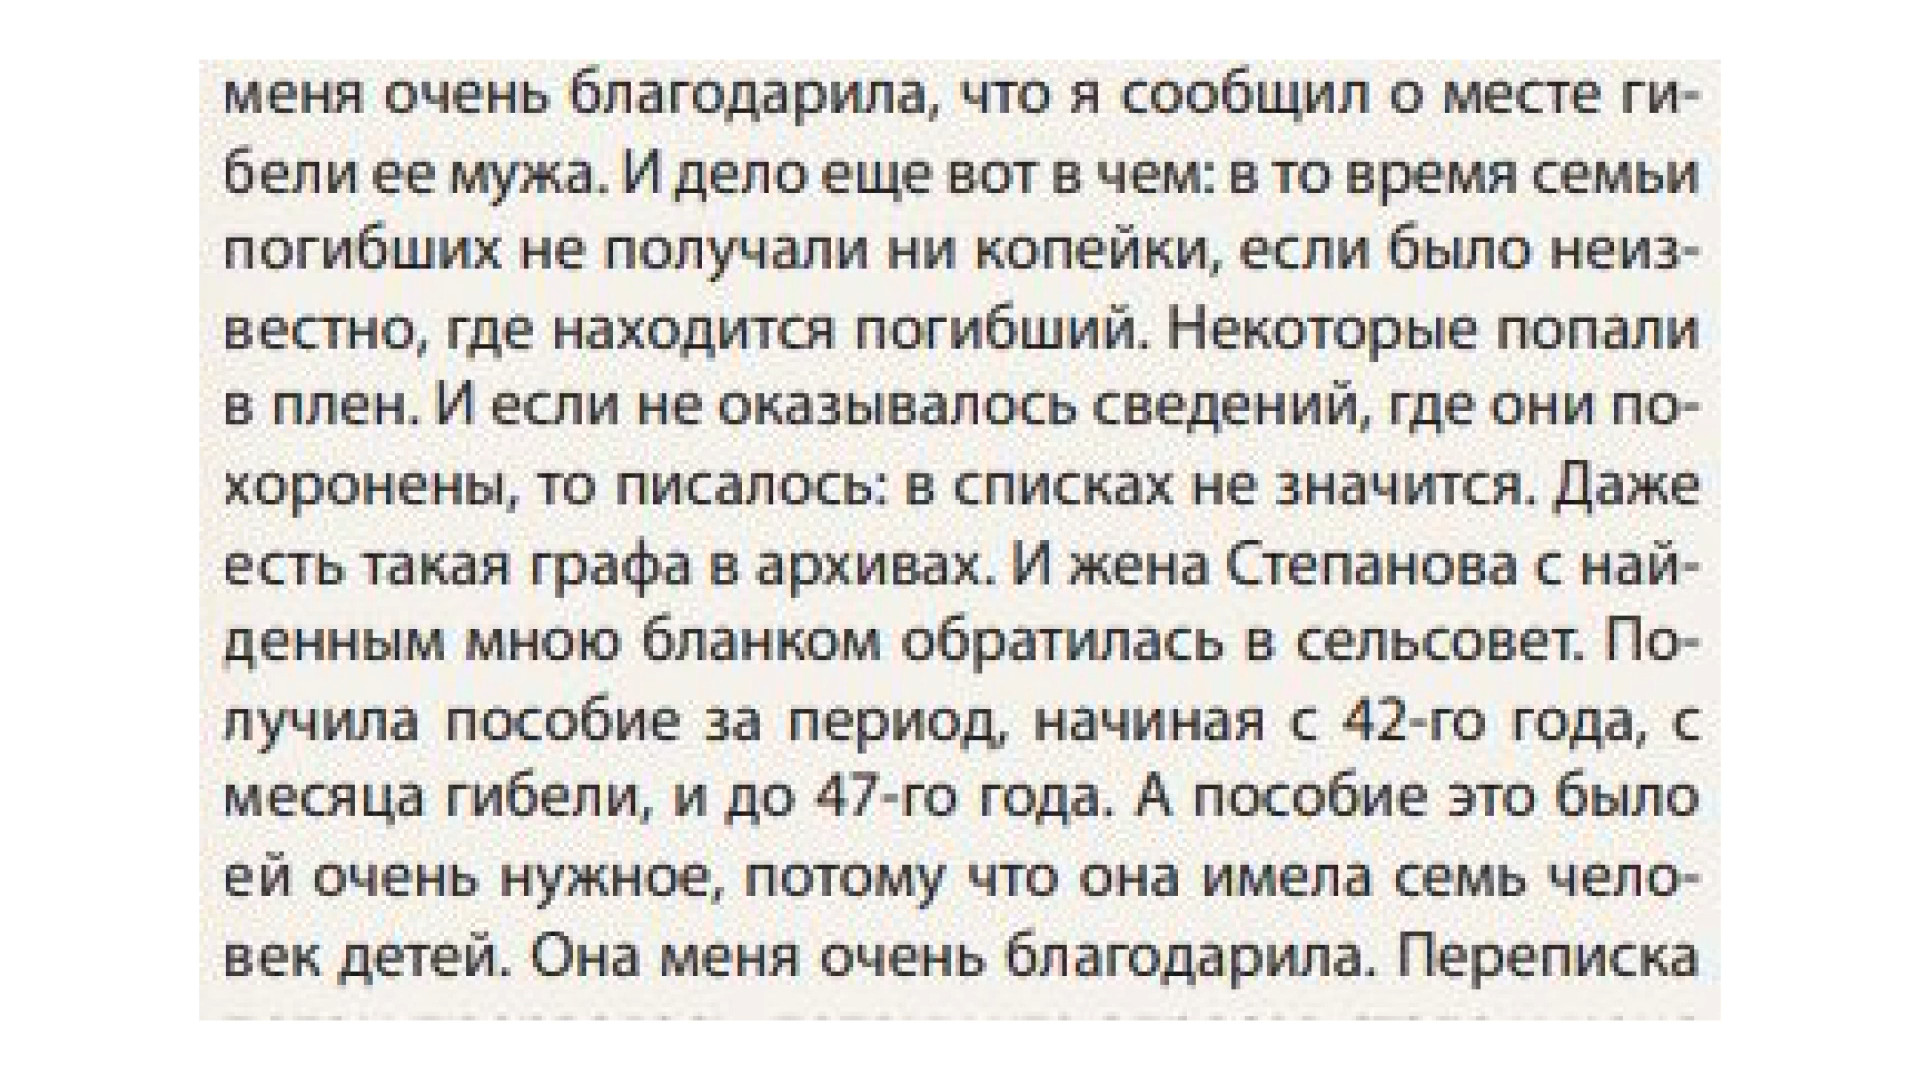 меня очень благодарила, что я сообщил о месте ги-
бели ее мужа. И дело еще вот в чем: в то время семьи
погибших не получали ни копейки, если было неиз-
вестно, где находится погибший. Некоторые попали
в плен. И если не оказывалось сведений, где они по-
хоронены, то писалось: в списках не значится. Даже
есть такая графа в архивах. И жена Степанова с най-
денным мною бланком обратилась в сельсовет. По-
лучила пособие за период, начиная с 42-го года, с
месяца гибели, и до 47-го года. А пособие это было
ей очень нужное, потому что она имела семь чело-
век детей. Она меня очень благодарила. Переписка